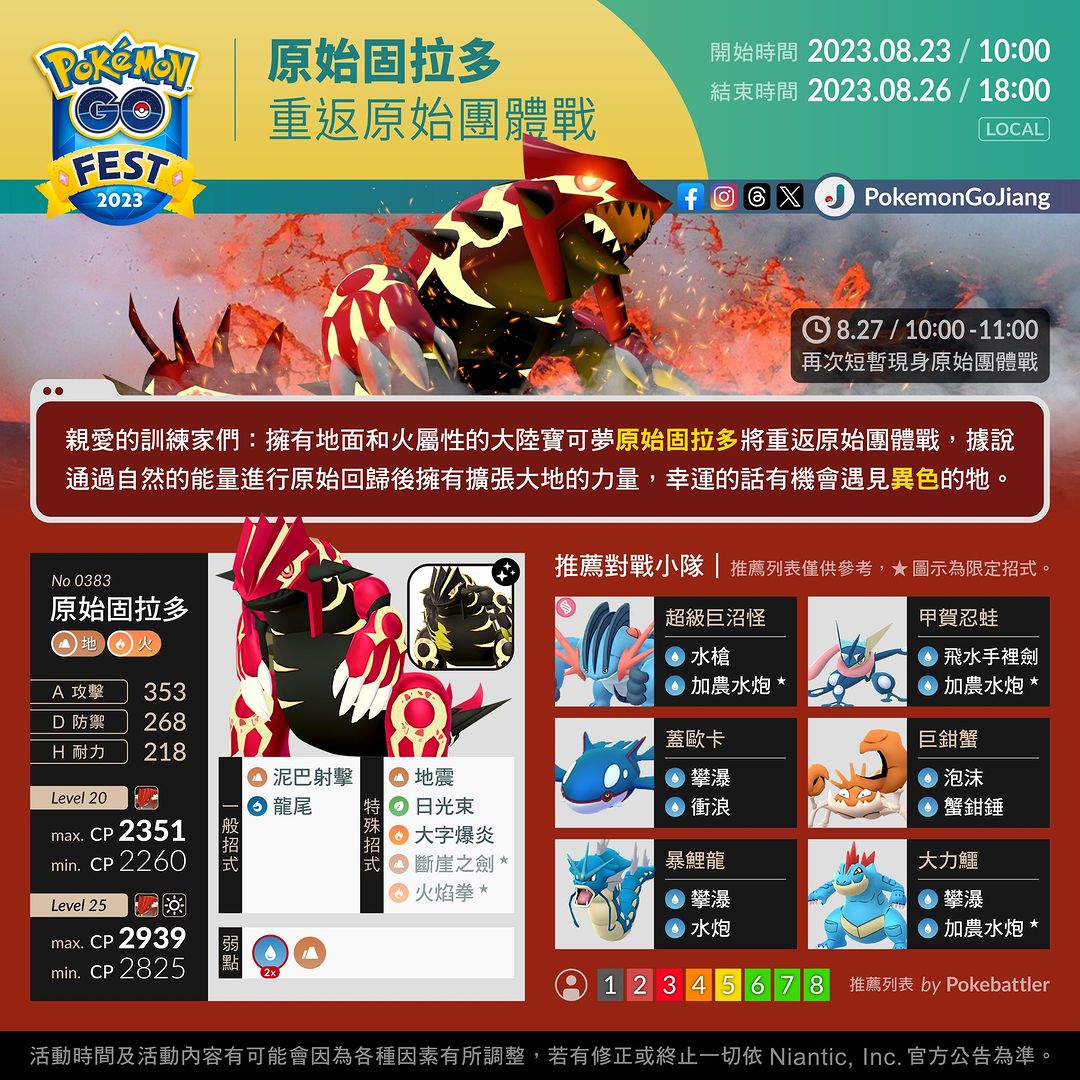 Pokémon GO
FEST
2023
原始固拉多
重返原始團體戰
開始時間 2023.08.23 / 10:00
結束時間 2023.08.26 / 18:00
LOCAL
PokemonGoJiang
8.27 / 10:00 -11:00
再次短暫現身原始團體戰
親愛的訓練家們：擁有地面和火屬性的大陸寶可夢原始固拉多將重返原始團體戰，據說
通過自然的能量進行原始回歸後擁有擴張大地的力量，幸運的話有機會遇見異色的牠。
No 0383
原始固拉多
地 火
A 攻擊 353
D 防禦 268
H 耐力 218
Level 20
max. CP 2351
min. CP 2260
Level 25
max. CP 2939
min. CP 2825
一般招式
泥巴射擊
龍尾
特殊招式
地震
日光束
大字爆炎
斷崖之劍 ★
火焰拳 ★
弱點
2x
推薦對戰小隊 | 推薦列表僅供參考，★ 圖示為限定招式。
超級巨沼怪
水槍
加農水炮 ★
甲賀忍蛙
飛水手裡劍
加農水炮 ★
蓋歐卡
攀瀑
衝浪
巨鉗蟹
泡沫
蟹鉗錘
暴鯉龍
攀瀑
水炮
大力鱷
攀瀑
加農水炮 ★
1 2 3 4 5 6 7 8
推薦列表 by Pokebattler
活動時間及活動內容有可能會因為各種因素有所調整，若有修正或終止一切依 Niantic, Inc. 官方公告為準。